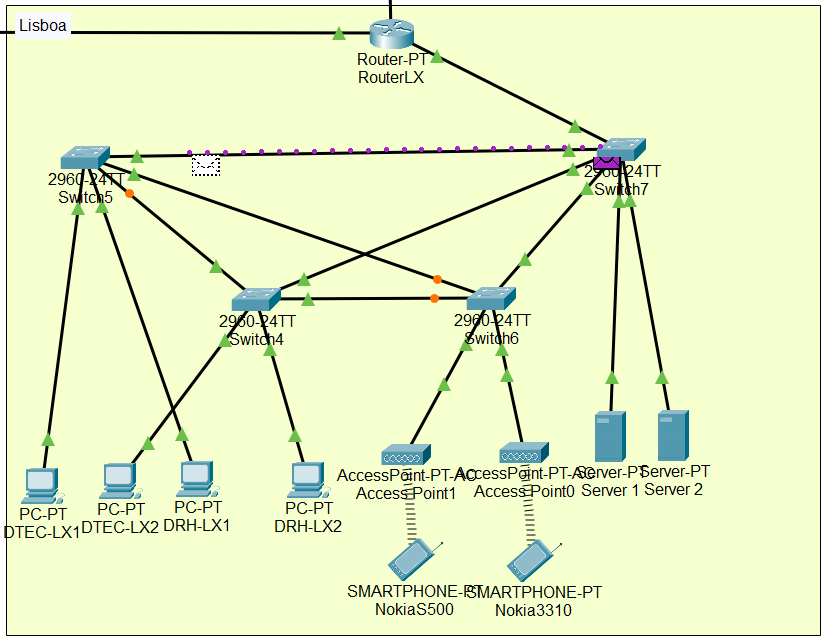 Lisboa
Router-PT
RouterLX
2960-24TT
Switch5
2960-24TT
Switch7
2960-24TT
Switch4
2960-24TT
Switch6
PC-PT
DTEC-LX1
PC-PT
DTEC-LX2
PC-PT
DRH-LX1
PC-PT
DRH-LX2
AccessPoint-PT-AC
Access Point1
AccessPoint-PT-AC
Access Point0
Server-PT
Server 1
Server-PT
Server 2
SMARTPHONE-PT
NokiaS500
SMARTPHONE-PT
Nokia3310